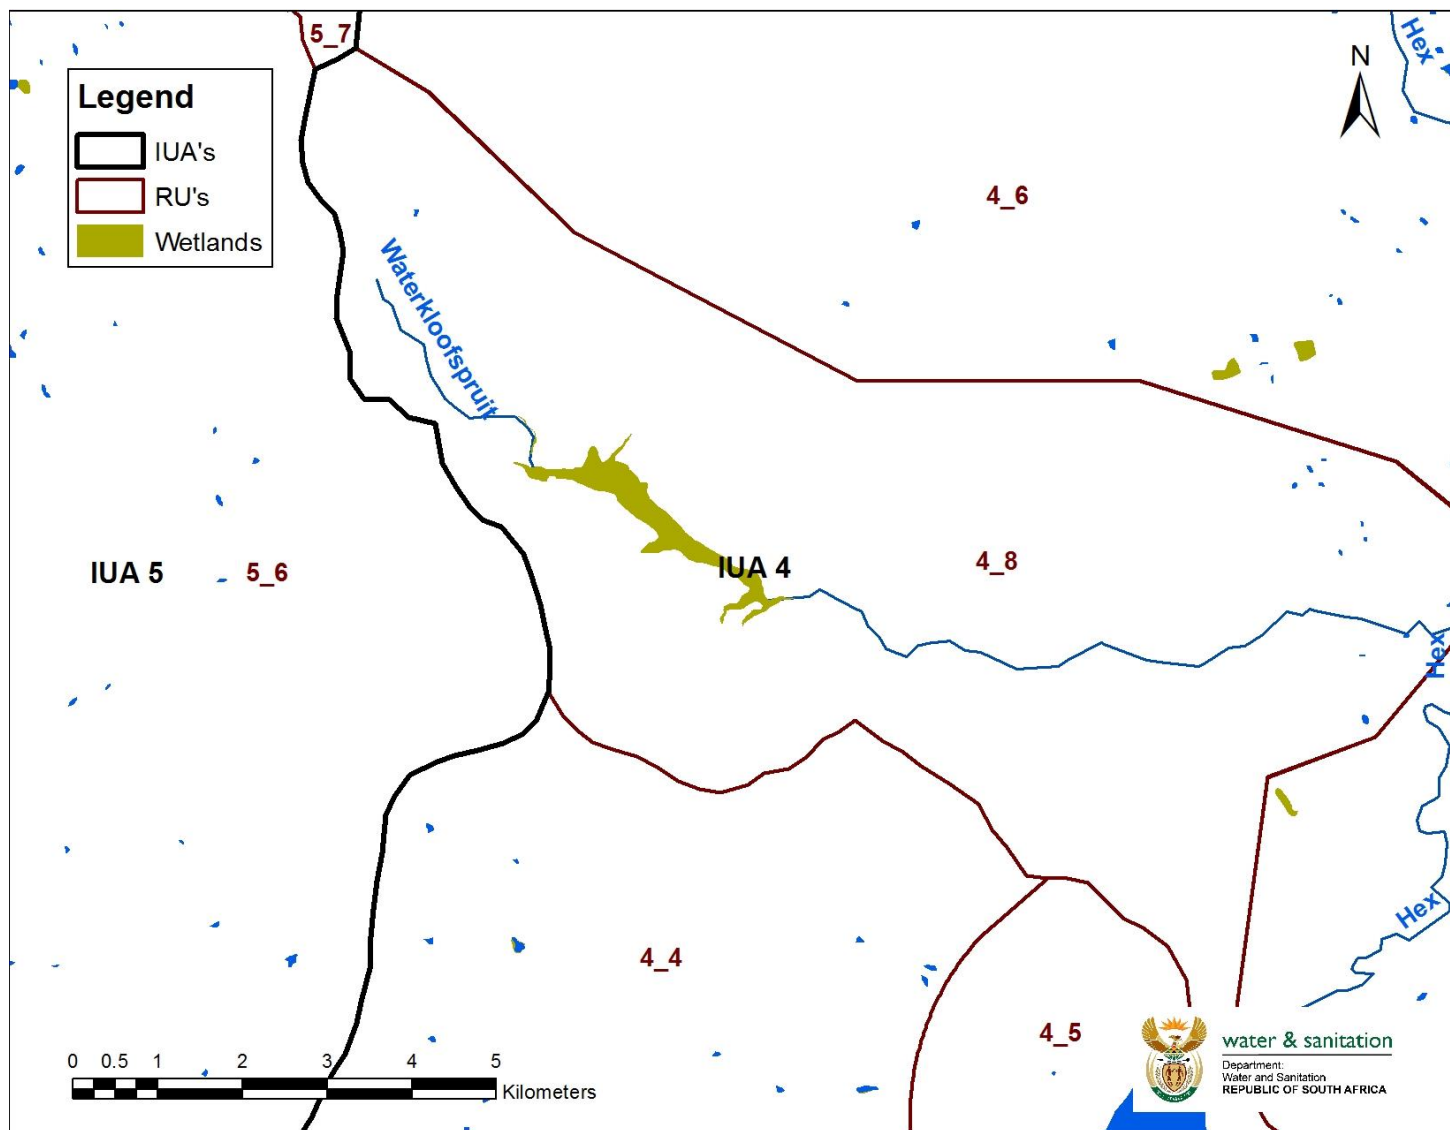 5_7
Hex
N
Legend
IUA's
RU's
Wetlands
4_6
Waterkloofspruit
IUA 5
5_6
IUA 4
4_8
Hex
Hex
4_4
4_5
0 0.5 1 2 3 4 5
Kilometers
water & sanitation
Department:
Water and Sanitation
REPUBLIC OF SOUTH AFRICA